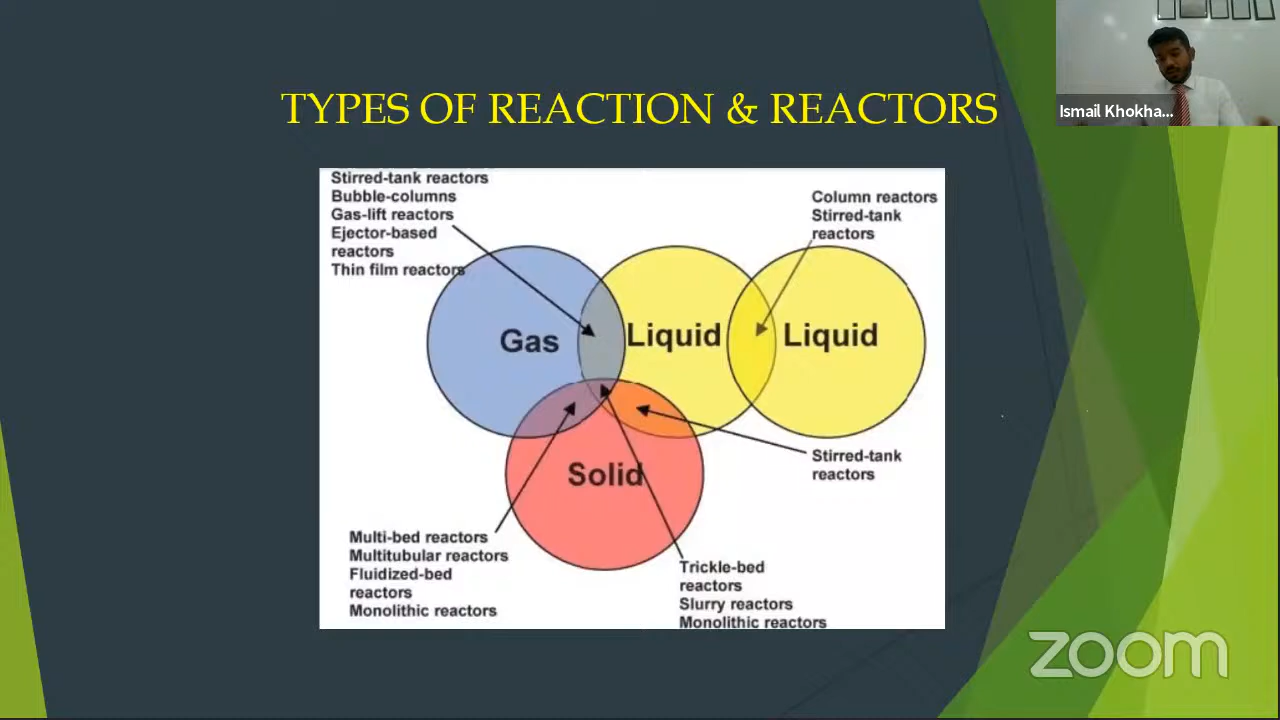 TYPES OF REACTION & REACTORS
Ismail Khokha...
Stirred-tank reactors
Bubble-columns
Gas-lift reactors
Ejector-based
reactors
Thin film reactors
Column reactors
Stirred-tank
reactors
Gas
Liquid
Liquid
Solid
Stirred-tank
reactors
Multi-bed reactors
Multitubular reactors
Fluidized-bed
reactors
Monolithic reactors
Trickle-bed
reactors
Slurry reactors
Monolithic reactors
zoom